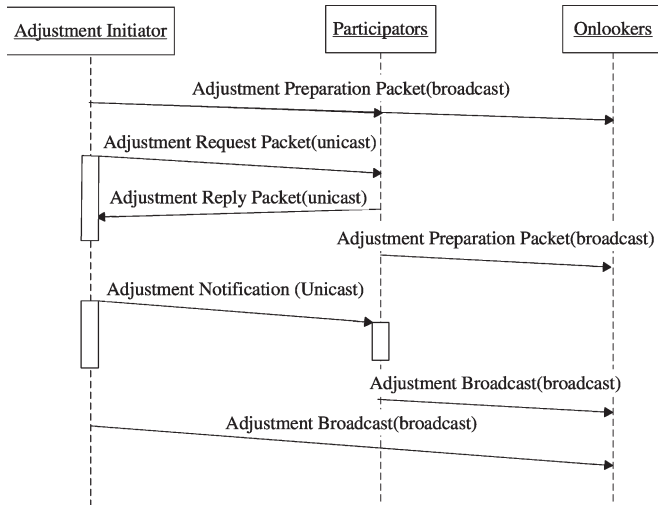 Adjustment Initiator
Participators
Onlookers
Adjustment Preparation Packet(broadcast)
Adjustment Request Packet(unicast)
Adjustment Reply Packet(unicast)
Adjustment Preparation Packet(broadcast)
Adjustment Notification (Unicast)
Adjustment Broadcast(broadcast)
Adjustment Broadcast(broadcast)